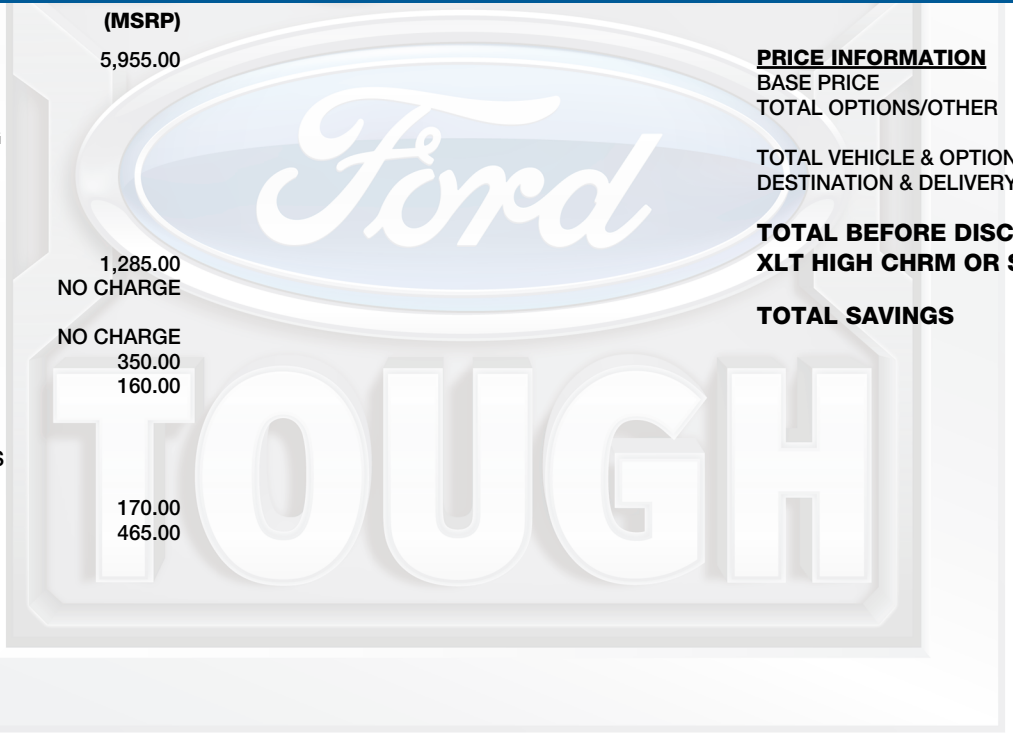 (MSRP)
5,955.00
1,285.00
NO CHARGE
NO CHARGE
350.00
160.00
170.00
465.00
PRICE INFORMATION
BASE PRICE
TOTAL OPTIONS/OTHER
TOTAL VEHICLE & OPTION
DESTINATION & DELIVERY
TOTAL BEFORE DISC
XLT HIGH CHRM OR S
TOTAL SAVINGS
Ford
TOUGH